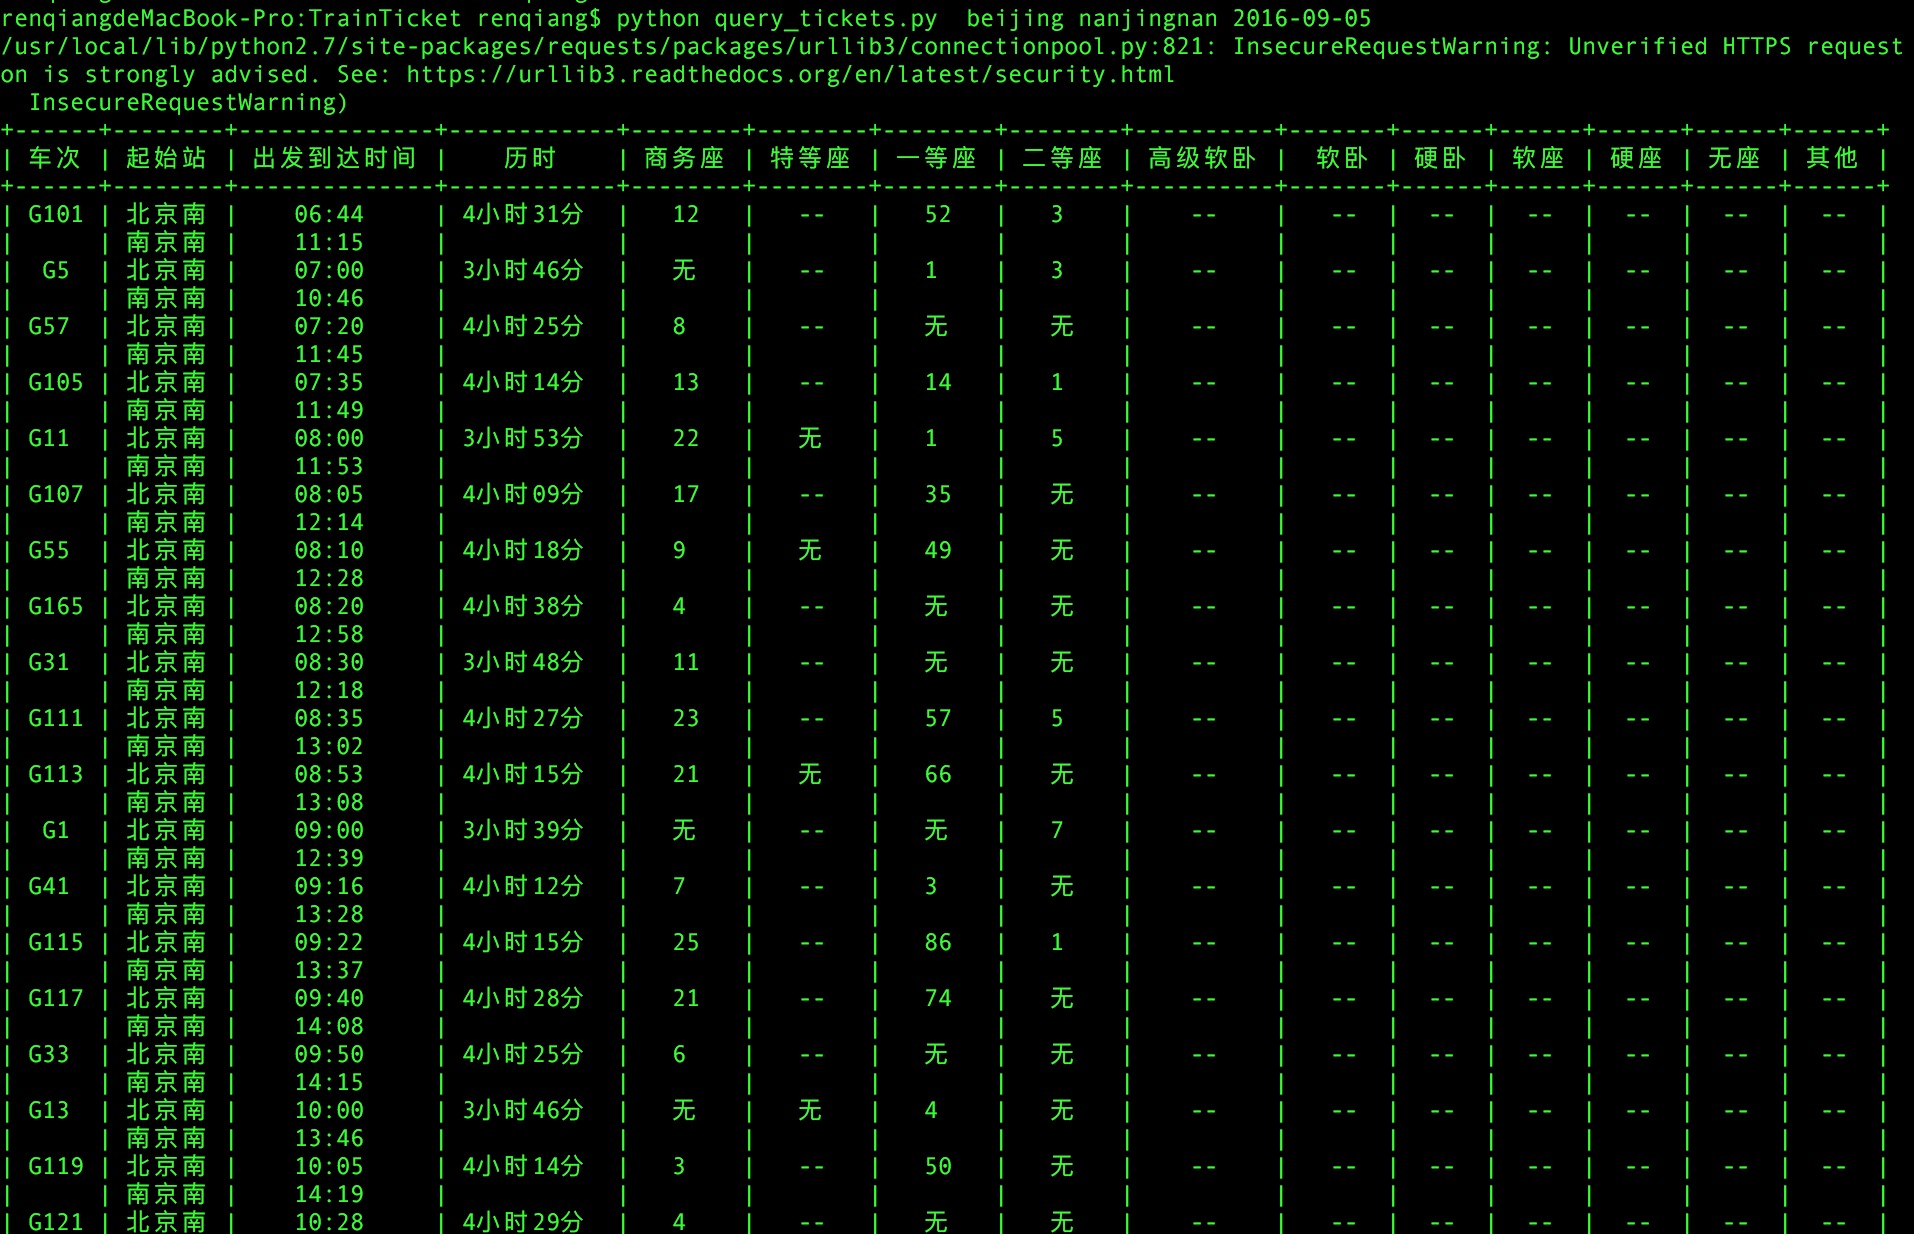 renqiangdeMacBook-Pro:TrainTicket renqiang$ python query_tickets.py  beijing nanjingnan 2016-09-05
/usr/local/lib/python2.7/site-packages/requests/packages/urllib3/connectionpool.py:821: InsecureRequestWarning: Unverified HTTPS request
on is strongly advised. See: https://urllib3.readthedocs.org/en/latest/security.html
  InsecureRequestWarning)
+------+--------+--------------+------------+--------+--------+--------+--------+----------+-------+------+------+------+------+------+
| 车次 | 起始站 | 出发到达时间 | 历时 | 商务座 | 特等座 | 一等座 | 二等座 | 高级软卧 | 软卧 | 硬卧 | 软座 | 硬座 | 无座 | 其他 |
+------+--------+--------------+------------+--------+--------+--------+--------+----------+-------+------+------+------+------+------+
| G101 | 北京南 | 06:44 | 4小时31分 | 12 | -- | 52 | 3 | -- | -- | -- | -- | -- | -- | -- |
| | 南京南 | 11:15 | | | | | | | | | | | | |
| G5 | 北京南 | 07:00 | 3小时46分 | 无 | -- | 1 | 3 | -- | -- | -- | -- | -- | -- | -- |
| | 南京南 | 10:46 | | | | | | | | | | | | |
| G57 | 北京南 | 07:20 | 4小时25分 | 8 | -- | 无 | 无 | -- | -- | -- | -- | -- | -- | -- |
| | 南京南 | 11:45 | | | | | | | | | | | | |
| G105 | 北京南 | 07:35 | 4小时14分 | 13 | -- | 14 | 1 | -- | -- | -- | -- | -- | -- | -- |
| | 南京南 | 11:49 | | | | | | | | | | | | |
| G11 | 北京南 | 08:00 | 3小时53分 | 22 | 无 | 1 | 5 | -- | -- | -- | -- | -- | -- | -- |
| | 南京南 | 11:53 | | | | | | | | | | | | |
| G107 | 北京南 | 08:05 | 4小时09分 | 17 | -- | 35 | 无 | -- | -- | -- | -- | -- | -- | -- |
| | 南京南 | 12:14 | | | | | | | | | | | | |
| G55 | 北京南 | 08:10 | 4小时18分 | 9 | 无 | 49 | 无 | -- | -- | -- | -- | -- | -- | -- |
| | 南京南 | 12:28 | | | | | | | | | | | | |
| G165 | 北京南 | 08:20 | 4小时38分 | 4 | -- | 无 | 无 | -- | -- | -- | -- | -- | -- | -- |
| | 南京南 | 12:58 | | | | | | | | | | | | |
| G31 | 北京南 | 08:30 | 3小时48分 | 11 | -- | 无 | 无 | -- | -- | -- | -- | -- | -- | -- |
| | 南京南 | 12:18 | | | | | | | | | | | | |
| G111 | 北京南 | 08:35 | 4小时27分 | 23 | -- | 57 | 5 | -- | -- | -- | -- | -- | -- | -- |
| | 南京南 | 13:02 | | | | | | | | | | | | |
| G113 | 北京南 | 08:53 | 4小时15分 | 21 | 无 | 66 | 无 | -- | -- | -- | -- | -- | -- | -- |
| | 南京南 | 13:08 | | | | | | | | | | | | |
| G1 | 北京南 | 09:00 | 3小时39分 | 无 | -- | 无 | 7 | -- | -- | -- | -- | -- | -- | -- |
| | 南京南 | 12:39 | | | | | | | | | | | | |
| G41 | 北京南 | 09:16 | 4小时12分 | 7 | -- | 3 | 无 | -- | -- | -- | -- | -- | -- | -- |
| | 南京南 | 13:28 | | | | | | | | | | | | |
| G115 | 北京南 | 09:22 | 4小时15分 | 25 | -- | 86 | 1 | -- | -- | -- | -- | -- | -- | -- |
| | 南京南 | 13:37 | | | | | | | | | | | | |
| G117 | 北京南 | 09:40 | 4小时28分 | 21 | -- | 74 | 无 | -- | -- | -- | -- | -- | -- | -- |
| | 南京南 | 14:08 | | | | | | | | | | | | |
| G33 | 北京南 | 09:50 | 4小时25分 | 6 | -- | 无 | 无 | -- | -- | -- | -- | -- | -- | -- |
| | 南京南 | 14:15 | | | | | | | | | | | | |
| G13 | 北京南 | 10:00 | 3小时46分 | 无 | 无 | 4 | 无 | -- | -- | -- | -- | -- | -- | -- |
| | 南京南 | 13:46 | | | | | | | | | | | | |
| G119 | 北京南 | 10:05 | 4小时14分 | 3 | -- | 50 | 无 | -- | -- | -- | -- | -- | -- | -- |
| | 南京南 | 14:19 | | | | | | | | | | | | |
| G121 | 北京南 | 10:28 | 4小时29分 | 4 | -- | 无 | 无 | -- | -- | -- | -- | -- | -- | -- |